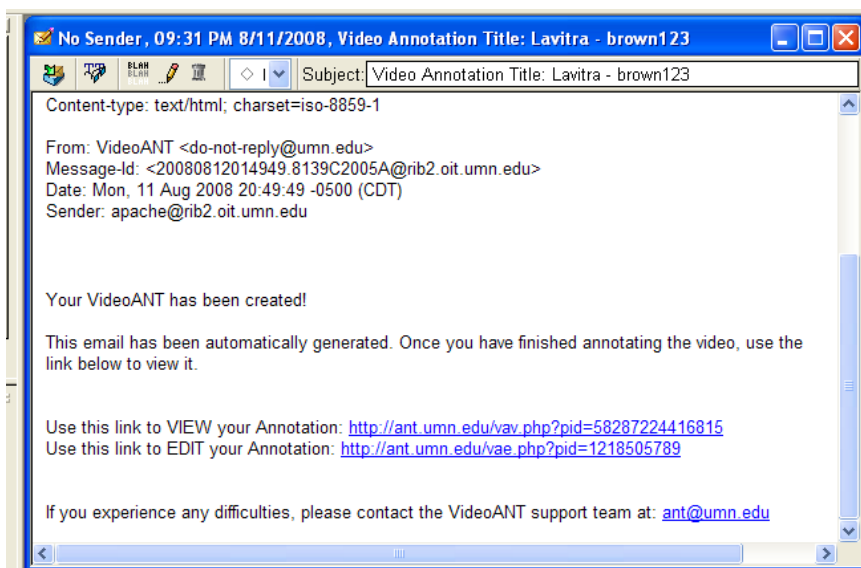 No Sender, 09:31 PM 8/11/2008, Video Annotation Title: Lavitra - brown123
BLAH
BLAH
Subject: Video Annotation Title: Lavitra - brown123
Content-type: text/html; charset=iso-8859-1
From: VideoANT <do-not-reply@umn.edu>
Message-Id: <20080812014949.8139C2005A@rib2.oit.umn.edu>
Date: Mon, 11 Aug 2008 20:49:49 -0500 (CDT)
Sender: apache@rib2.oit.umn.edu
Your VideoANT has been created!
This email has been automatically generated. Once you have finished annotating the video, use the
link below to view it.
Use this link to VIEW your Annotation: http://ant.umn.edu/vav.php?pid=58287224416815
Use this link to EDIT your Annotation: http://ant.umn.edu/vae.php?pid=1218505789
If you experience any difficulties, please contact the VideoANT support team at: ant@umn.edu